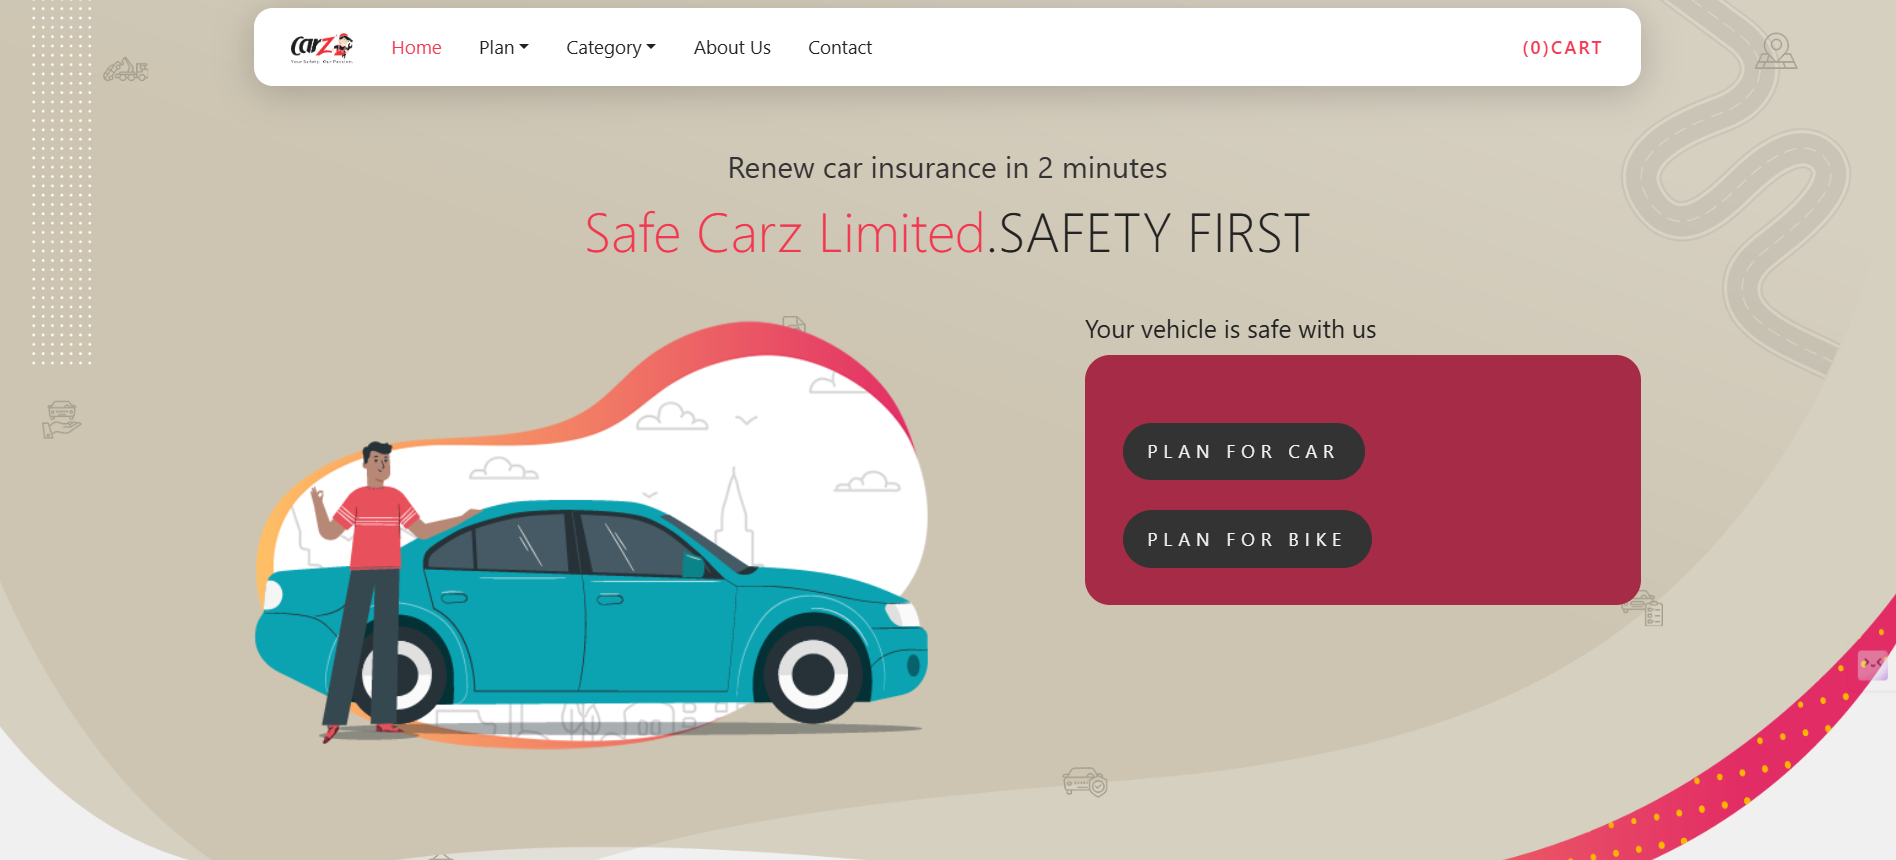 Carz
Your Safety. Our Passion.
Home
Plan
Category
About Us
Contact
(0)CART
Renew car insurance in 2 minutes
Safe Carz Limited.SAFETY FIRST
Your vehicle is safe with us
PLAN FOR CAR
PLAN FOR BIKE